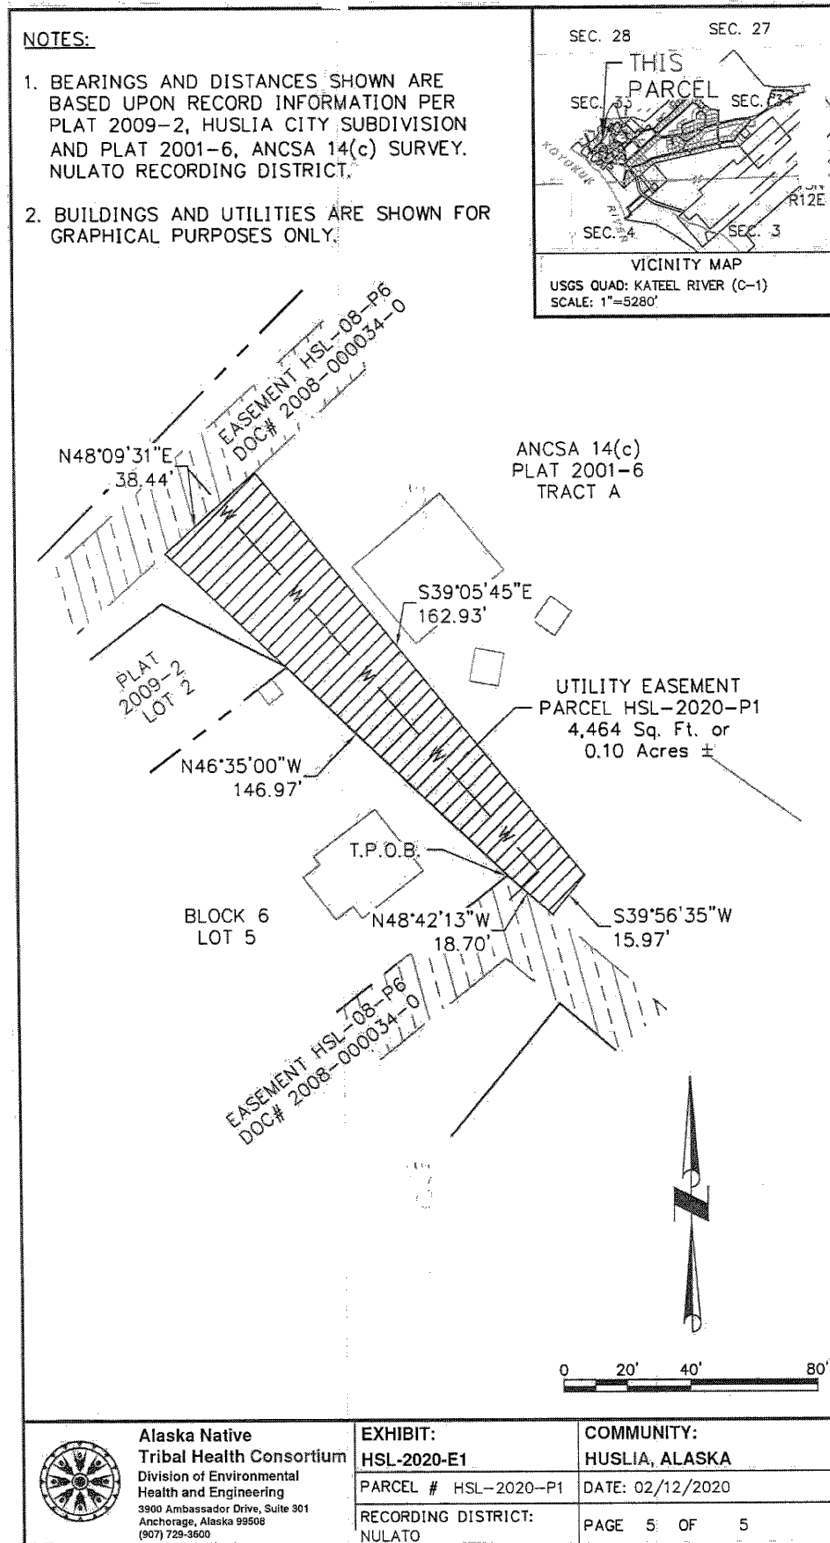 NOTES:
1. BEARINGS AND DISTANCES SHOWN ARE
BASED UPON RECORD INFORMATION PER
PLAT 2009-2, HUSLIA CITY SUBDIVISION
AND PLAT 2001-6, ANCSA 14(c) SURVEY.
NULATO RECORDING DISTRICT.
2. BUILDINGS AND UTILITIES ARE SHOWN FOR
GRAPHICAL PURPOSES ONLY.
SEC. 28
SEC. 27
THIS
PARCEL
SEC. 33
SEC. 34
KOYUKUK
RIVER
R12E
SEC. 4
SEC. 3
VICINITY MAP
USGS QUAD: KATEEL RIVER (C-1)
SCALE: 1"=5280'
EASEMENT HSL-08-P6
DOC# 2008-000034-0
N48°09'31"E
38.44'
ANCSA 14(c)
PLAT 2001-6
TRACT A
W
S39°05'45"E
162.93'
W
W
PLAT
2009-2
LOT 2
UTILITY EASEMENT
PARCEL HSL-2020-P1
4,464 Sq. Ft. or
0.10 Acres ±
W
N46°35'00"W
146.97'
W
T.P.O.B.
BLOCK 6
LOT 5
N48°42'13"W
18.70'
S39°56'35"W
15.97'
EASEMENT HSL-08-P6
DOC# 2008-000034-0
N
0 20' 40' 80'
Alaska Native
Tribal Health Consortium
Division of Environmental
Health and Engineering
3900 Ambassador Drive, Suite 301
Anchorage, Alaska 99508
(907) 729-3600
EXHIBIT:
HSL-2020-E1
PARCEL # HSL-2020-P1
RECORDING DISTRICT:
NULATO
COMMUNITY:
HUSLIA, ALASKA
DATE: 02/12/2020
PAGE 5 OF 5